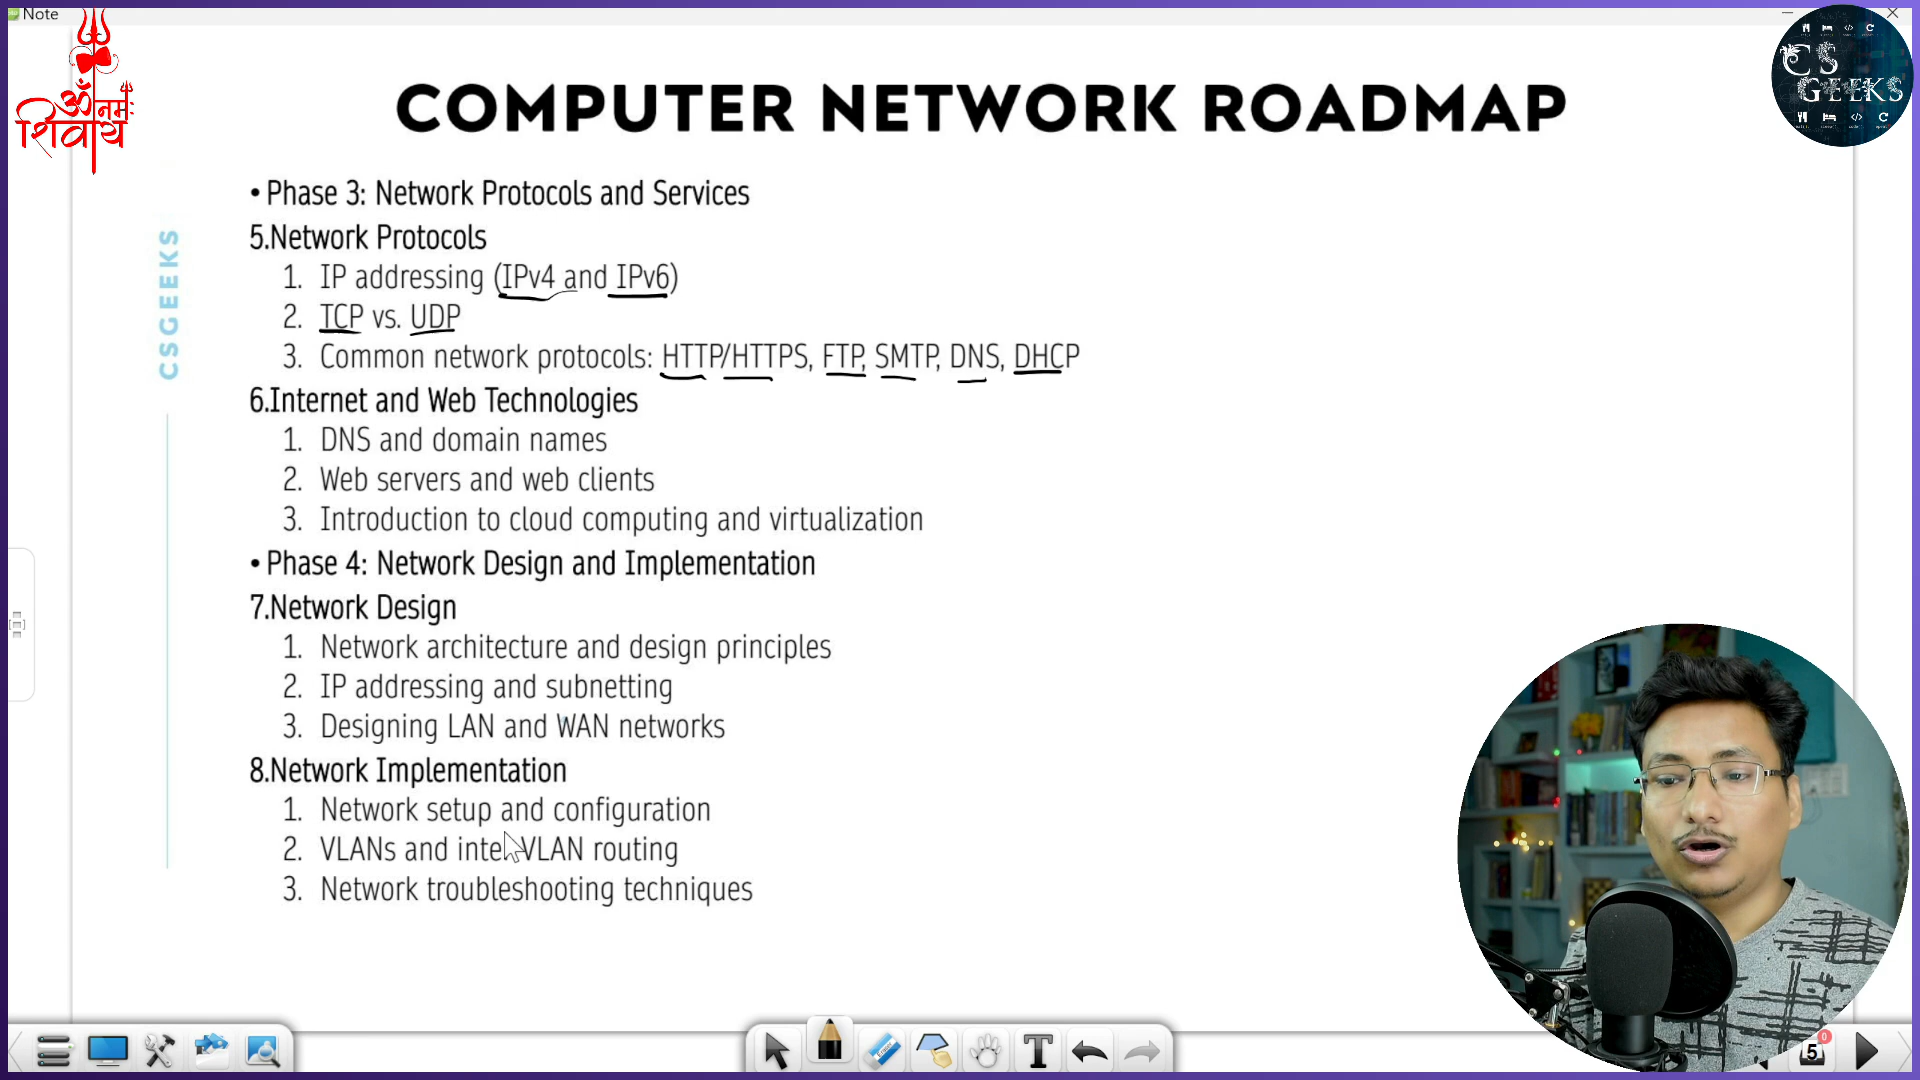 Note
ॐ नमः
शिवाय
CS
GEEKS
COMPUTER NETWORK ROADMAP
CSGEEKS
• Phase 3: Network Protocols and Services
5.Network Protocols
1. IP addressing (IPv4 and IPv6)
2. TCP vs. UDP
3. Common network protocols: HTTP/HTTPS, FTP, SMTP, DNS, DHCP
6.Internet and Web Technologies
1. DNS and domain names
2. Web servers and web clients
3. Introduction to cloud computing and virtualization
• Phase 4: Network Design and Implementation
7.Network Design
1. Network architecture and design principles
2. IP addressing and subnetting
3. Designing LAN and WAN networks
8.Network Implementation
1. Network setup and configuration
2. VLANs and inter-VLAN routing
3. Network troubleshooting techniques
T
5
0